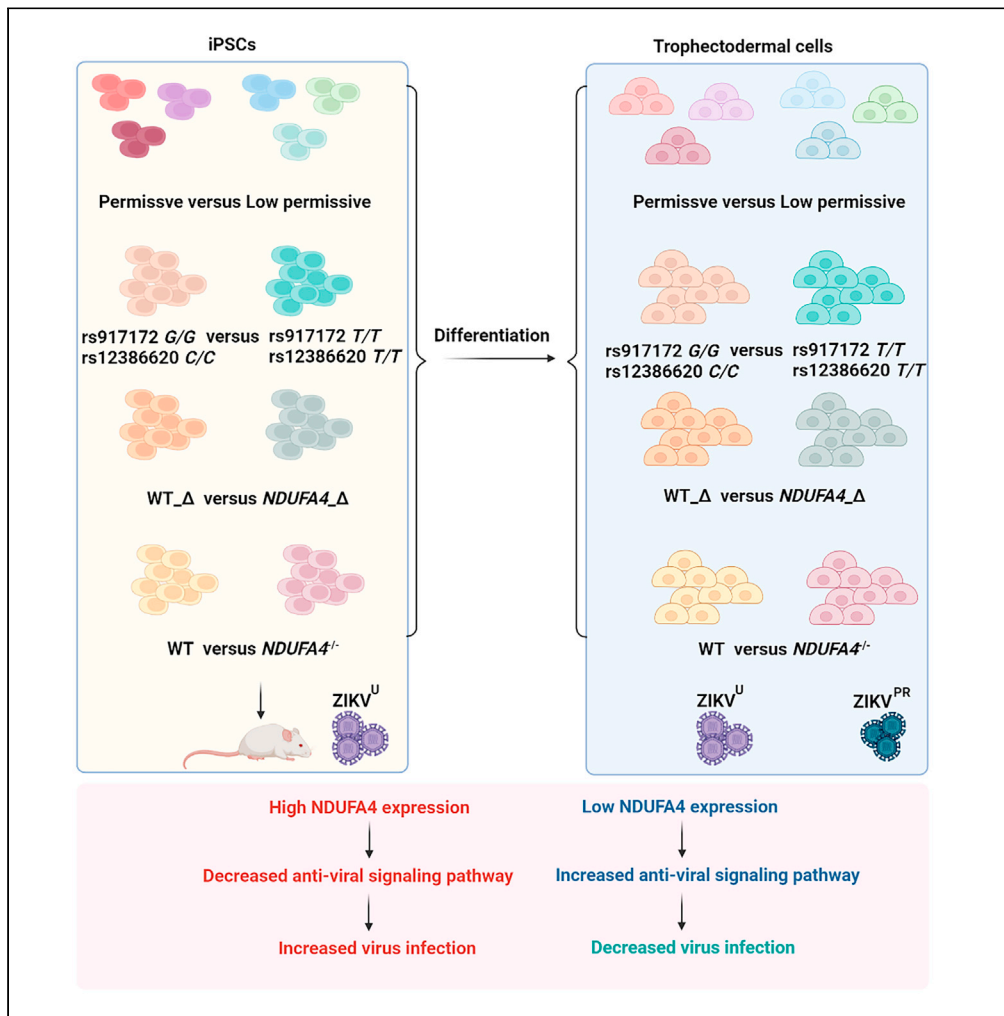 iPSCs
Trophectodermal cells
Permissve versus Low permissive
Permissive versus Low permissive
rs917172 G/G versus rs917172 T/T
rs12386620 C/C rs12386620 T/T
Differentiation
rs917172 G/G versus rs917172 T/T
rs12386620 C/C rs12386620 T/T
WT_Δ versus NDUFA4_Δ
WT_Δ versus NDUFA4_Δ
WT versus NDUFA4-/-
WT versus NDUFA4-/-
ZIKVU
ZIKVU
ZIKVPR
High NDUFA4 expression
Low NDUFA4 expression
Decreased anti-viral signaling pathway
Increased anti-viral signaling pathway
Increased virus infection
Decreased virus infection